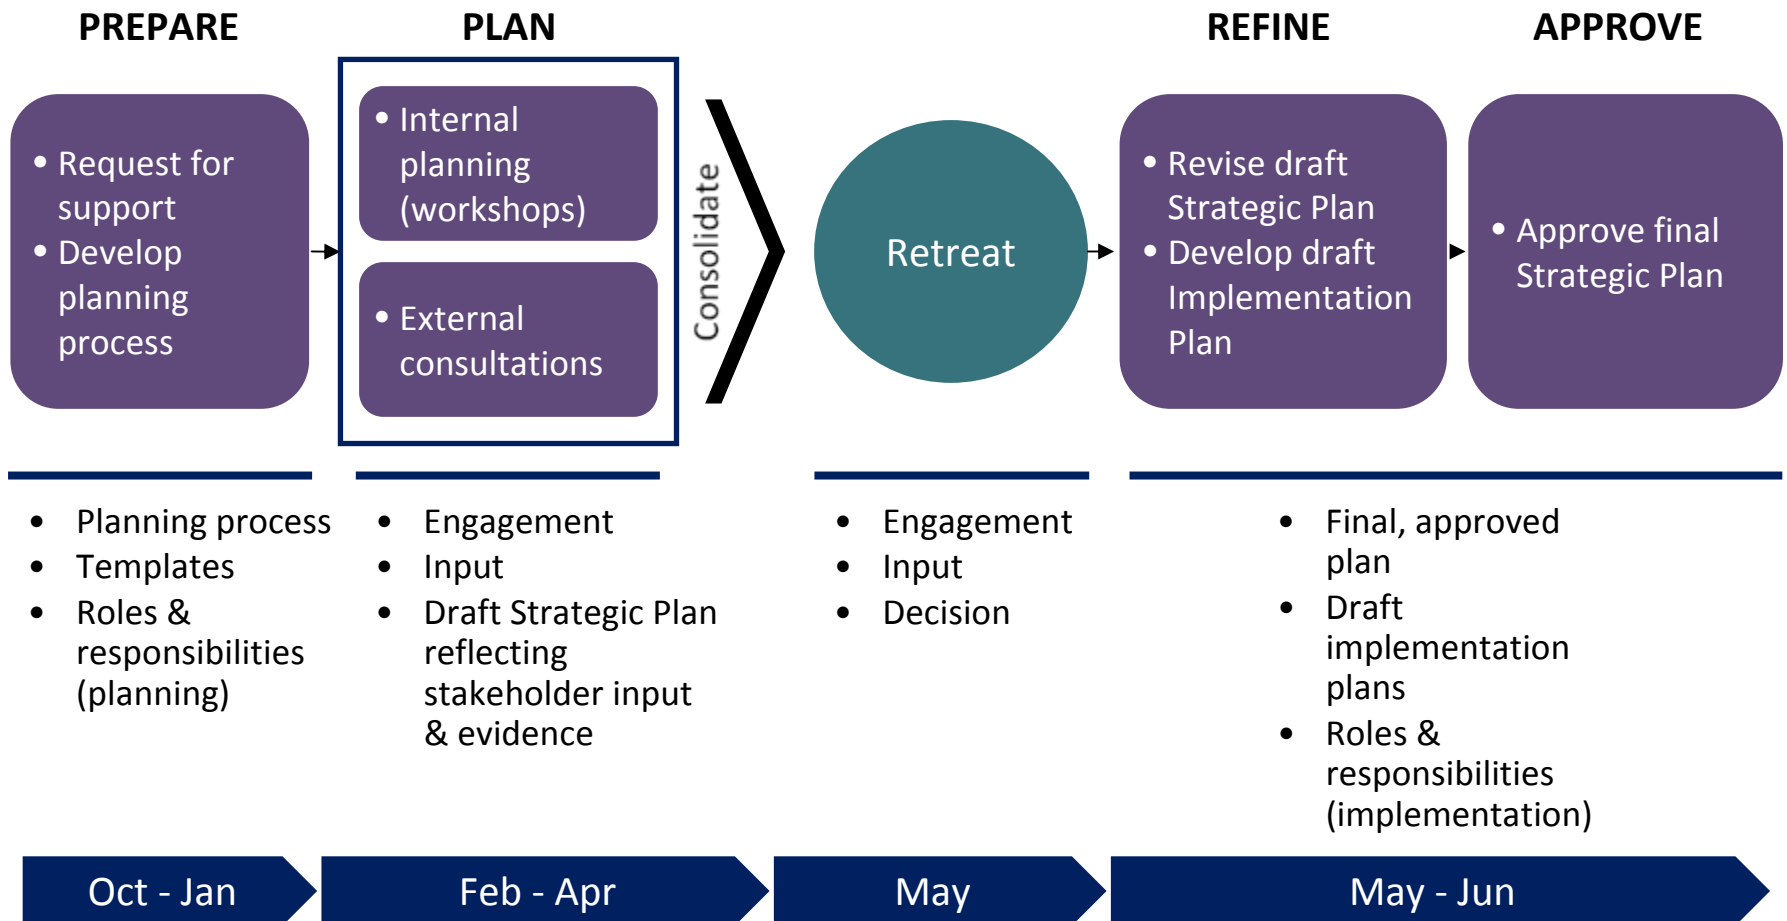 PREPARE
PLAN
REFINE
APPROVE
• Request for
support
• Develop
planning
process
• Internal
planning
(workshops)
• External
consultations
Consolidate
Retreat
• Revise draft
Strategic Plan
• Develop draft
Implementation
Plan
• Approve final
Strategic Plan
• Planning process
• Templates
• Roles &
responsibilities
(planning)
• Engagement
• Input
• Draft Strategic Plan
reflecting
stakeholder input
& evidence
• Engagement
• Input
• Decision
• Final, approved
plan
• Draft
implementation
plans
• Roles &
responsibilities
(implementation)
Oct - Jan
Feb - Apr
May
May - Jun